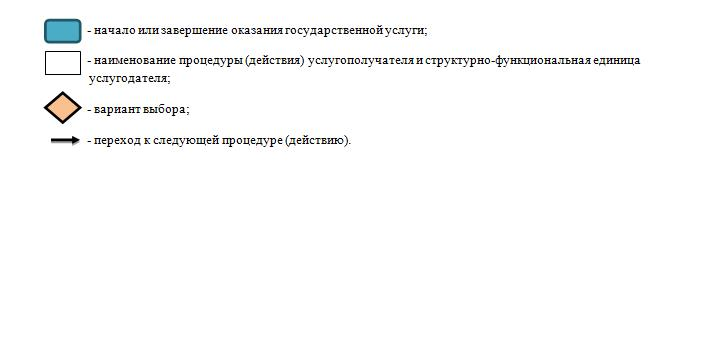 - начало или завершение оказания государственной услуги;
- наименование процедуры (действия) услугополучателя и структурно-функциональная единица
услугодателя;
- вариант выбора;
- переход к следующей процедуре (действию).